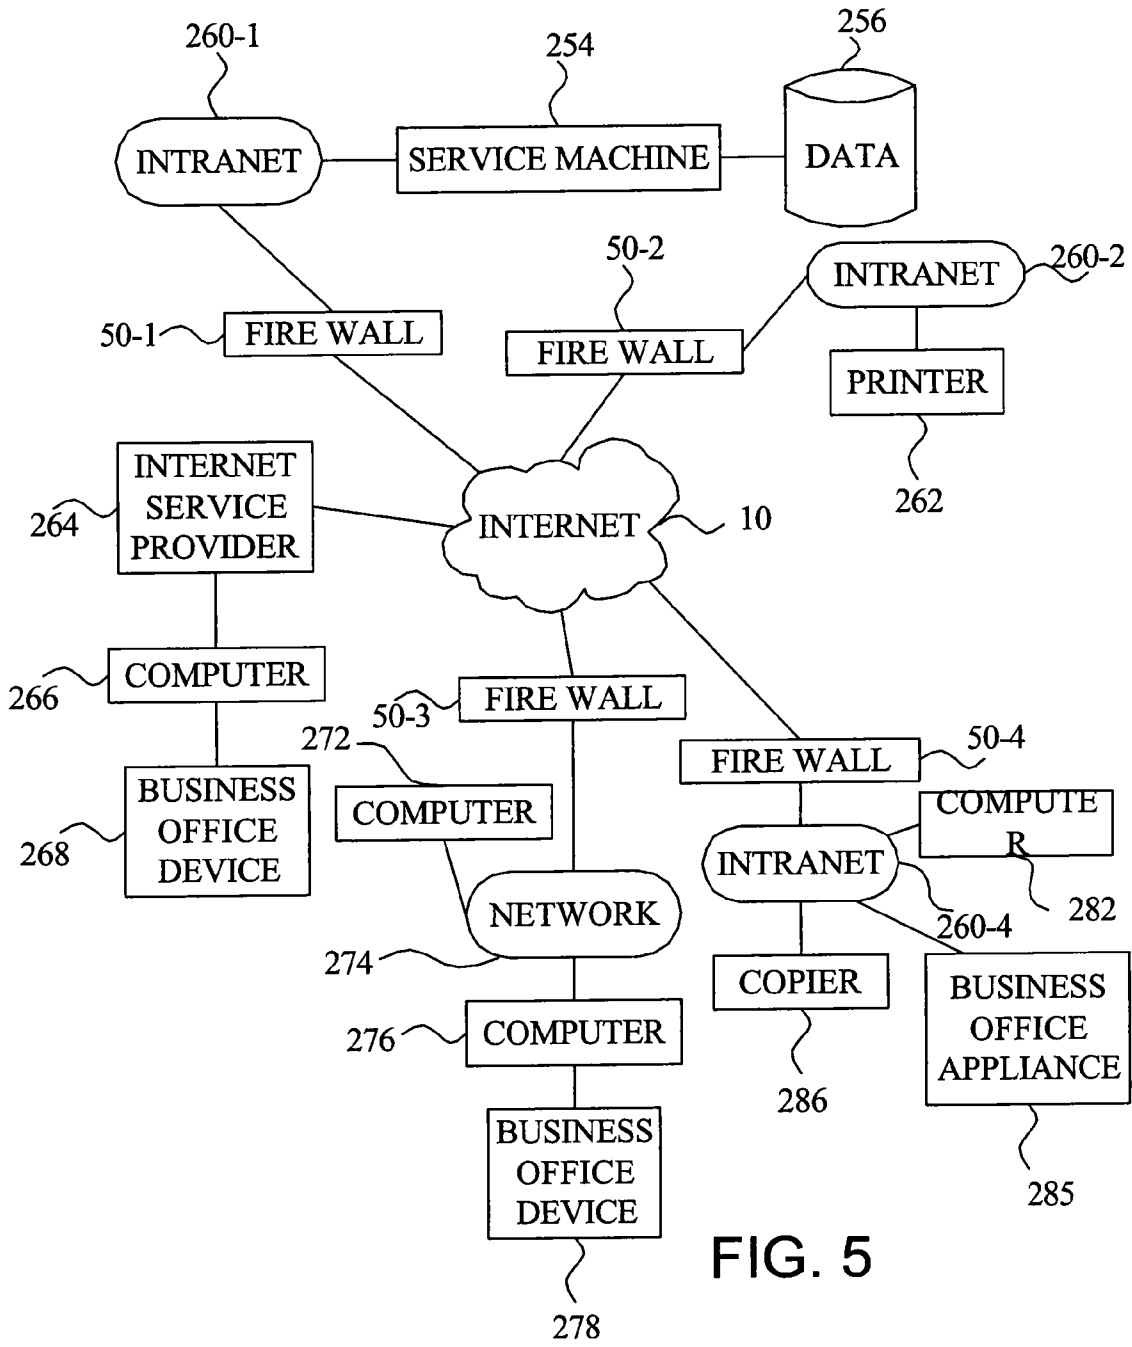 260-1
254
256
INTRANET
SERVICE MACHINE
DATA
50-2
INTRANET
260-2
50-1
FIRE WALL
FIRE WALL
PRINTER
262
INTERNET
SERVICE
PROVIDER
264
INTERNET
10
COMPUTER
266
FIRE WALL
50-3
272
50-4
FIRE WALL
BUSINESS
OFFICE
DEVICE
268
COMPUTER
COMPUTE
R
282
INTRANET
260-4
NETWORK
274
COPIER
286
BUSINESS
OFFICE
APPLIANCE
285
COMPUTER
276
BUSINESS
OFFICE
DEVICE
278
FIG. 5